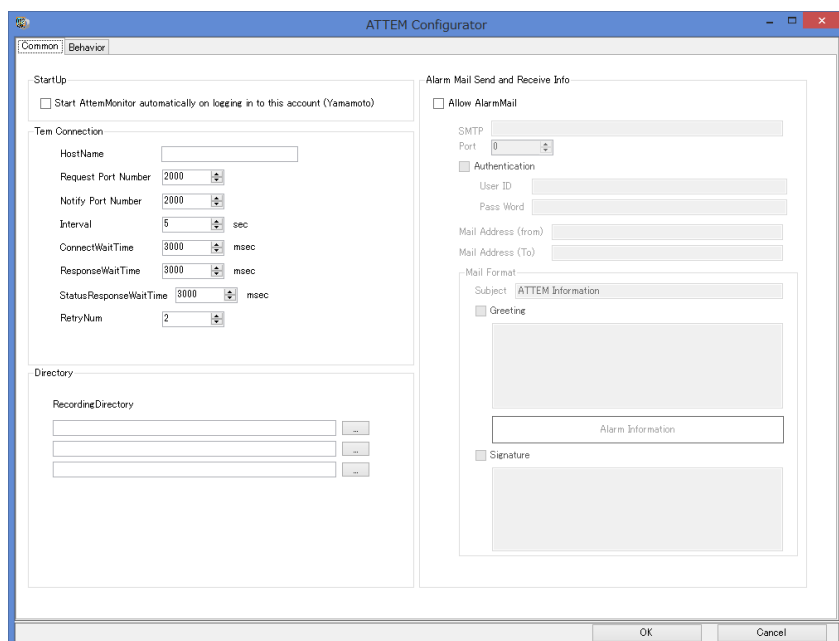 ATTEM Configurator
Common Behavior
StartUp
Start AttemMonitor automatically on logging in to this account (Yamamoto)
Tem Connection
HostName
Request Port Number 2000
Notify Port Number 2000
Interval 5 sec
ConnectWaitTime 3000 msec
ResponseWaitTime 3000 msec
StatusResponseWaitTime 3000 msec
RetryNum 2
Directory
RecordingDirectory
...
...
...
Alarm Mail Send and Receive Info
Allow AlarmMail
SMTP
Port 0
Authentication
User ID
Pass Word
Mail Address (from)
Mail Address (To)
Mail Format
Subject ATTEM Information
Greeting
Alarm Information
Signature
OK Cancel